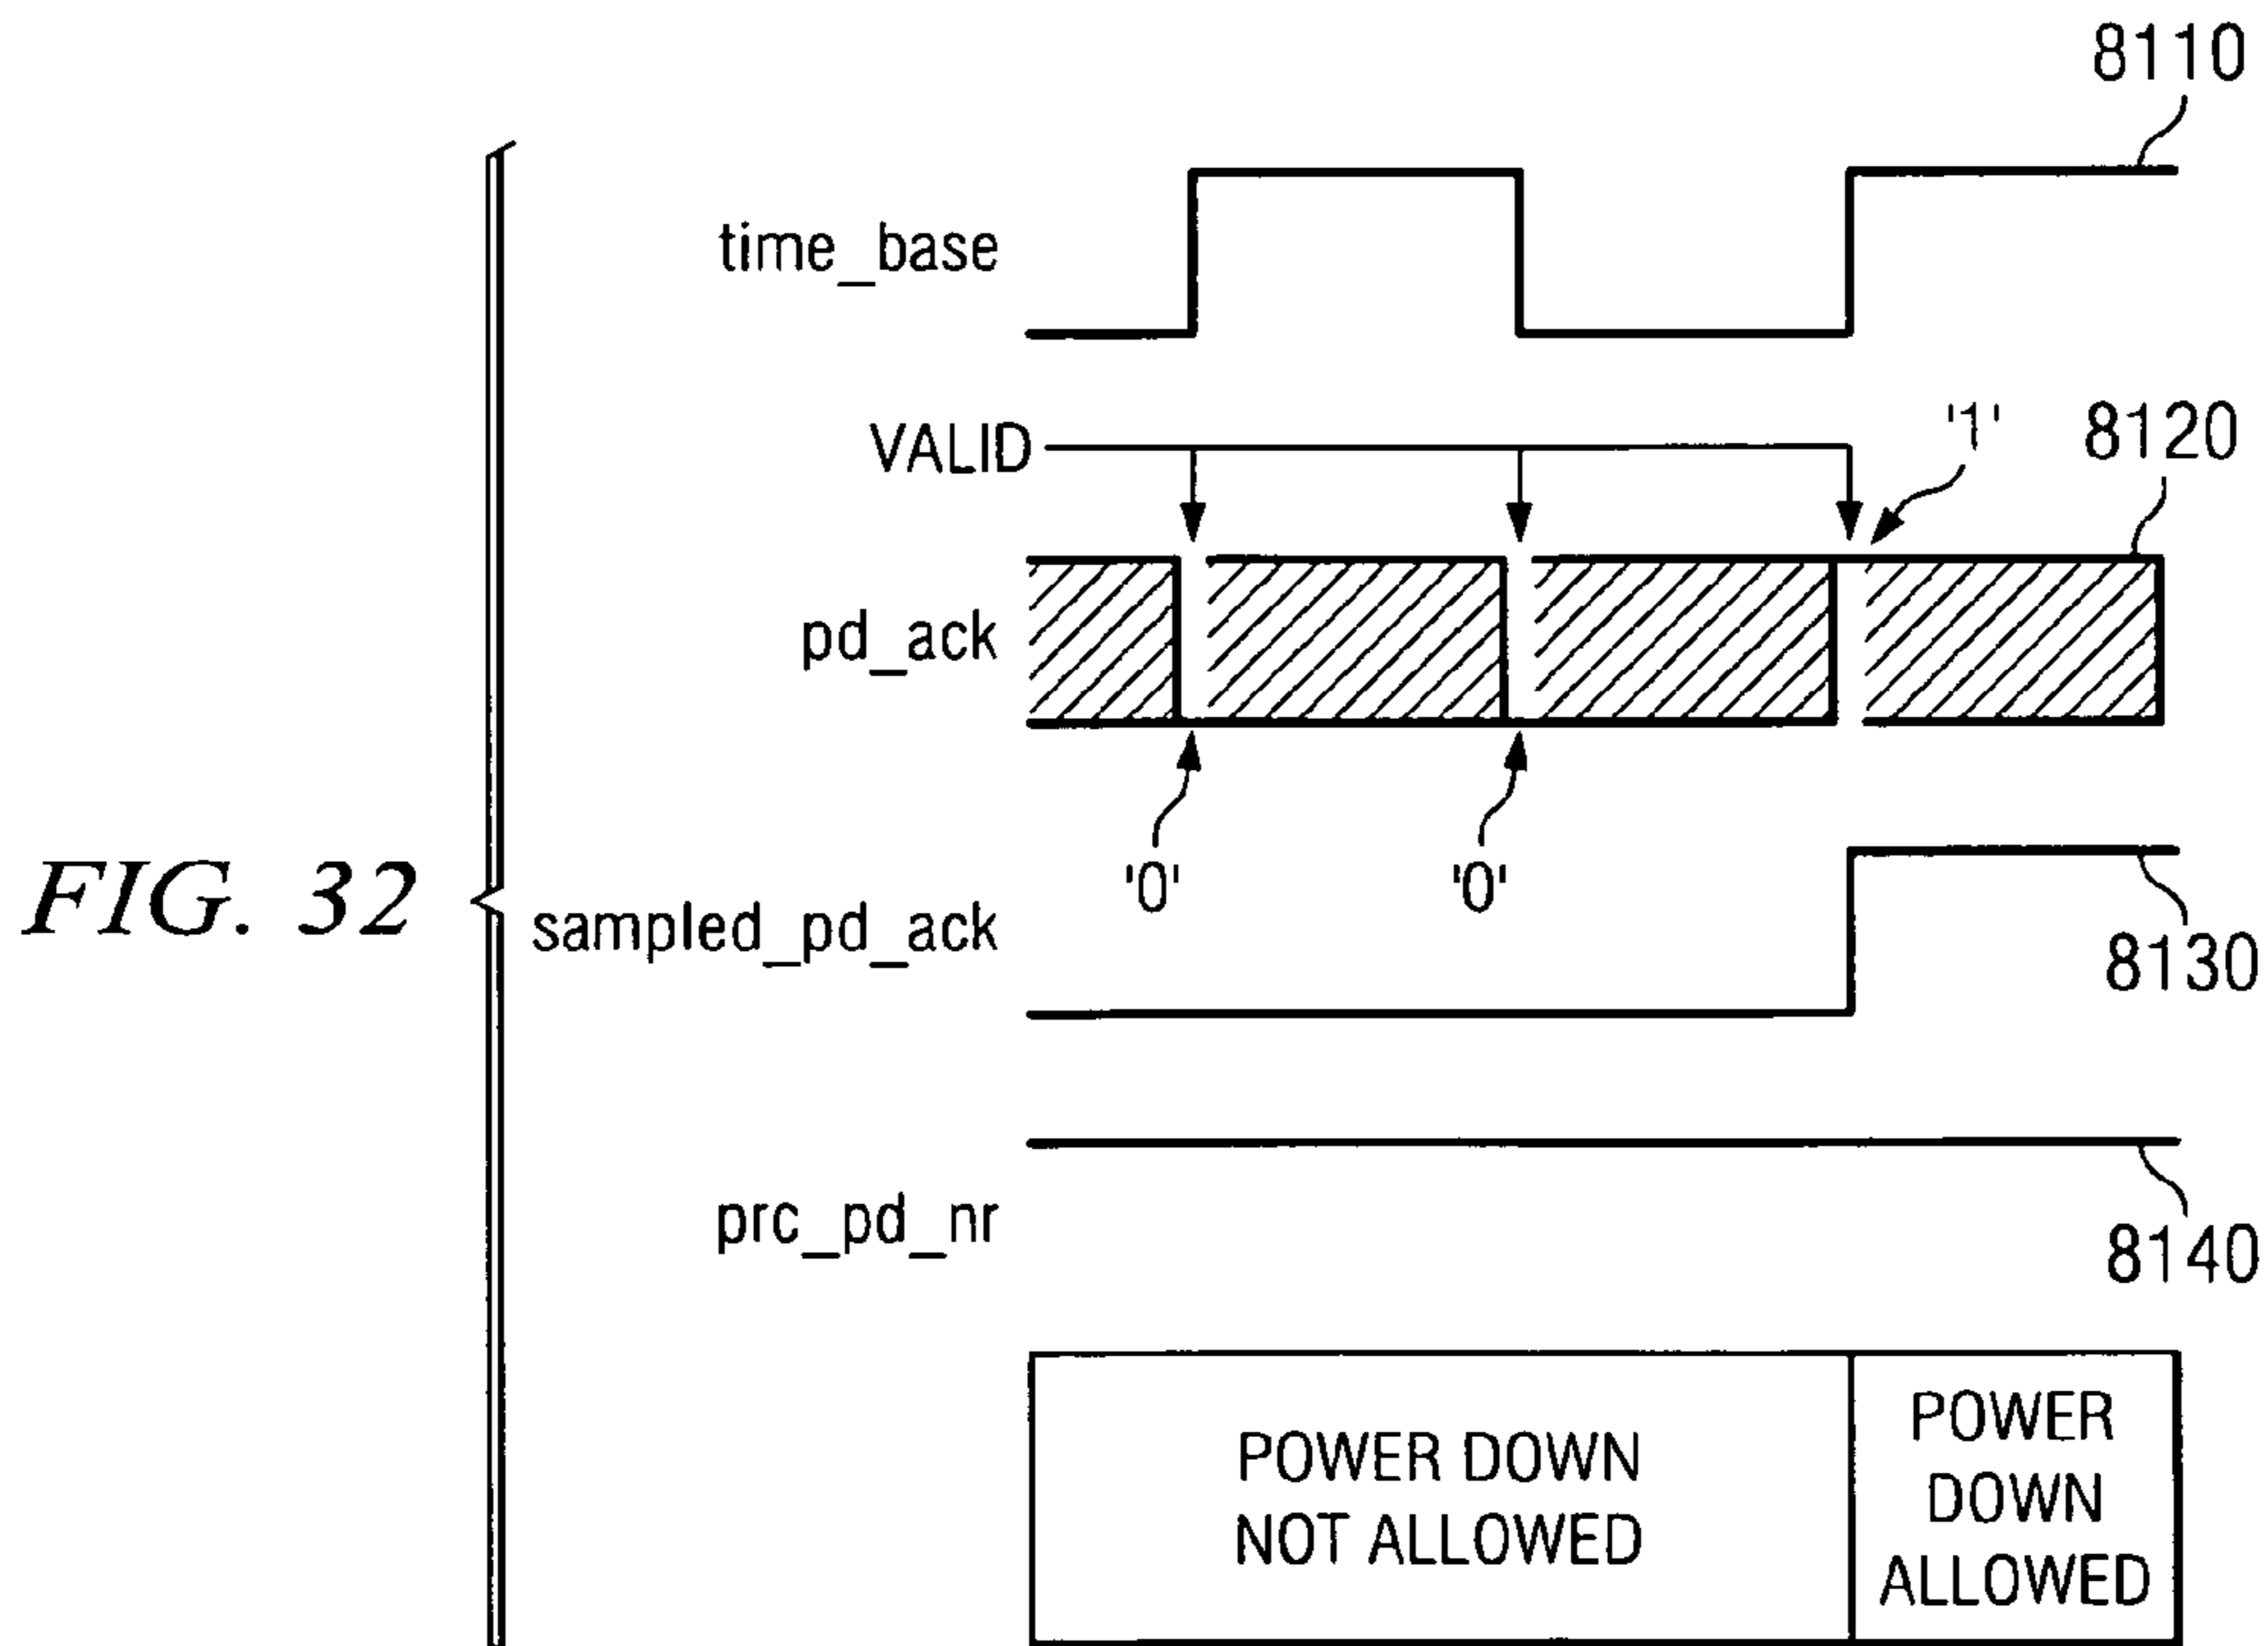 8110
time_base
VALID
'1'
8120
pd_ack
'0'
'0'
FIG. 32
sampled_pd_ack
8130
prc_pd_nr
8140
POWER DOWN
NOT ALLOWED
POWER
DOWN
ALLOWED